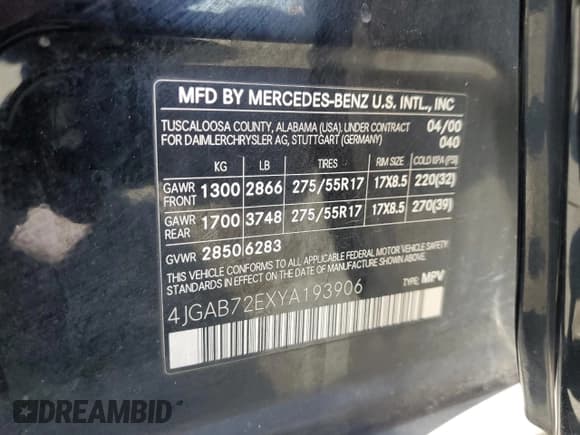 MFD BY MERCEDES-BENZ U.S. INTL., INC
TUSCALOOSA COUNTY, ALABAMA (USA). UNDER CONTRACT 04/00
FOR DAIMLERCHRYSLER AG, STUTTGART (GERMANY) 040
KG LB TIRES RIM SIZE COLD KPA (PSI)
GAWR FRONT 1300 2866 275/55R17 17X8.5 220(32)
GAWR REAR 1700 3748 275/55R17 17X8.5 270(39)
GVWR 2850 6283
THIS VEHICLE CONFORMS TO ALL APPLICABLE FEDERAL MOTOR VEHICLE SAFETY
STANDARDS IN EFFECT ON THE DATE OF MANUFACTURE SHOWN ABOVE.
4JGAB72EXYA193906 TYPE: MPV
DREAMBID